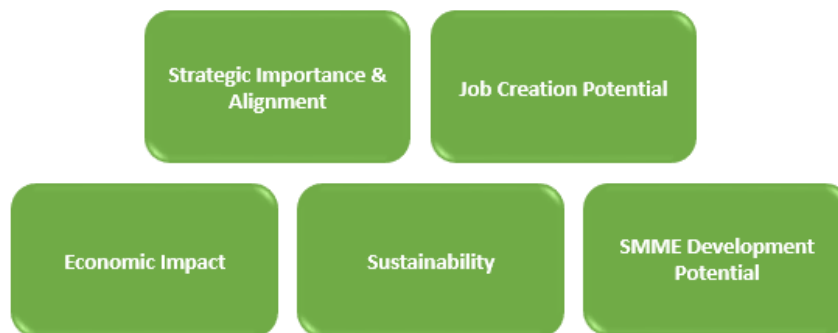 Strategic Importance &
Alignment
Job Creation Potential
Economic Impact
Sustainability
SMME Development
Potential